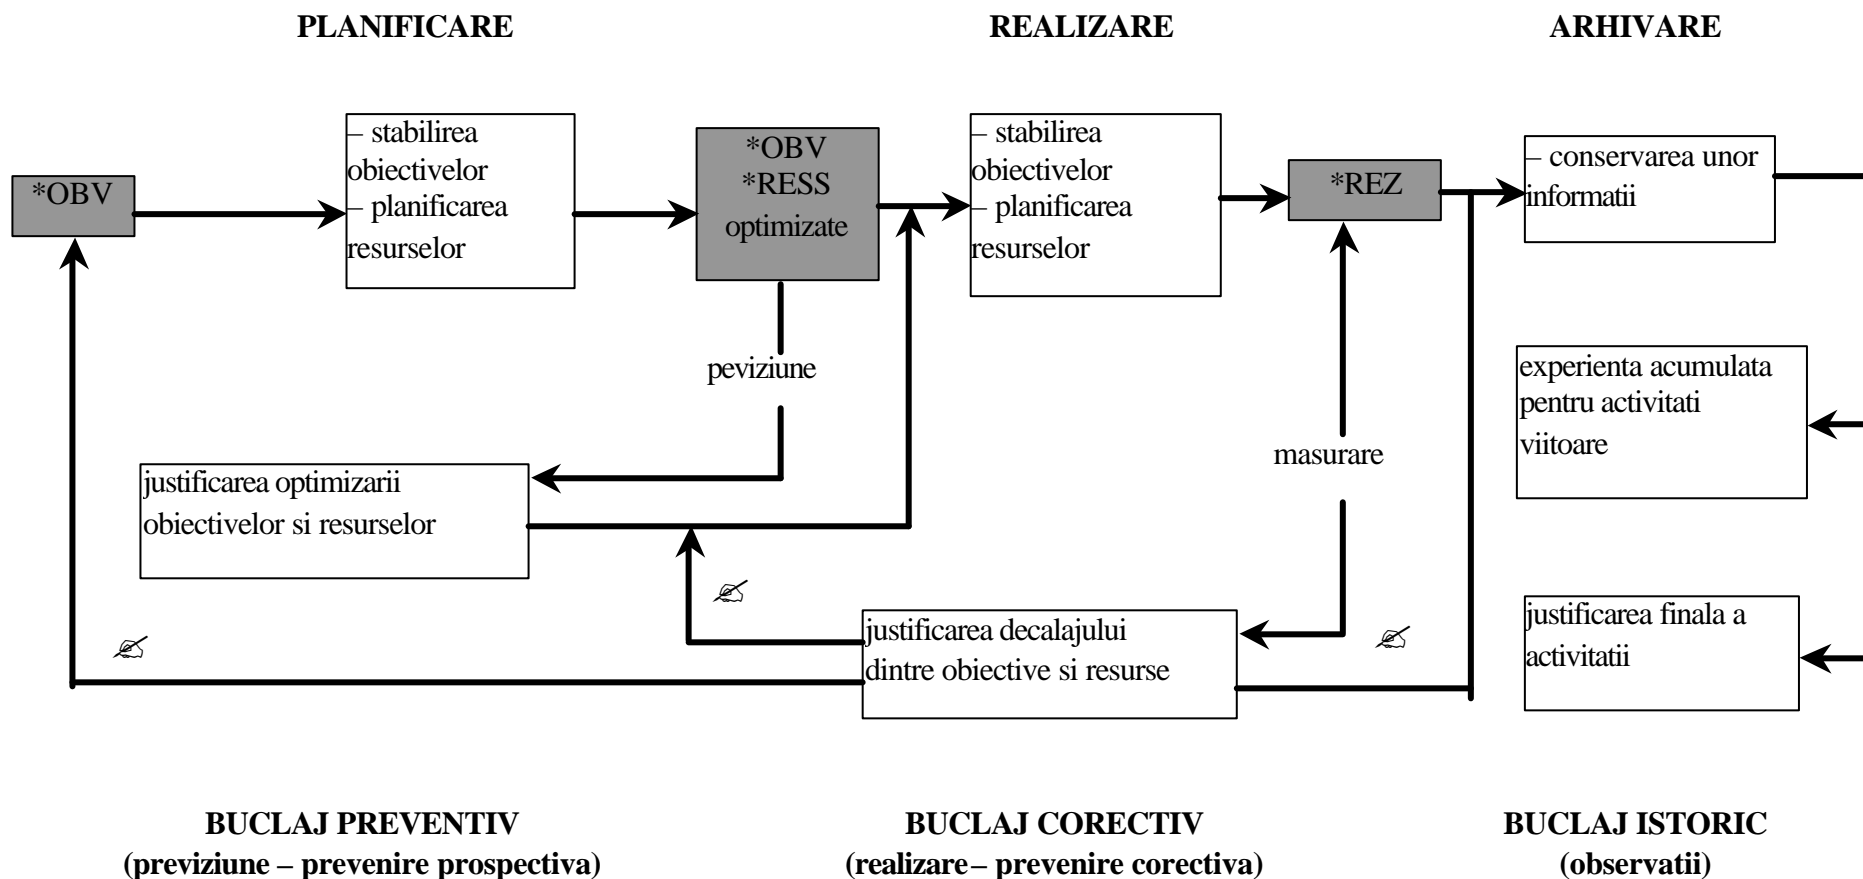 PLANIFICARE
REALIZARE
ARHIVARE
*OBV
– stabilirea
obiectivelor
– planificarea
resurselor
*OBV
*RESS
optimizate
– stabilirea
obiectivelor
– planificarea
resurselor
*REZ
– conservarea unor
informatii
peviziune
experienta acumulata
pentru activitati
viitoare
masurare
justificarea optimizarii
obiectivelor si resurselor
justificarea decalajului
dintre obiective si resurse
justificarea finala a
activitatii
BUCLAJ PREVENTIV
(previziune – prevenire prospectiva)
BUCLAJ CORECTIV
(realizare – prevenire corectiva)
BUCLAJ ISTORIC
(observatii)